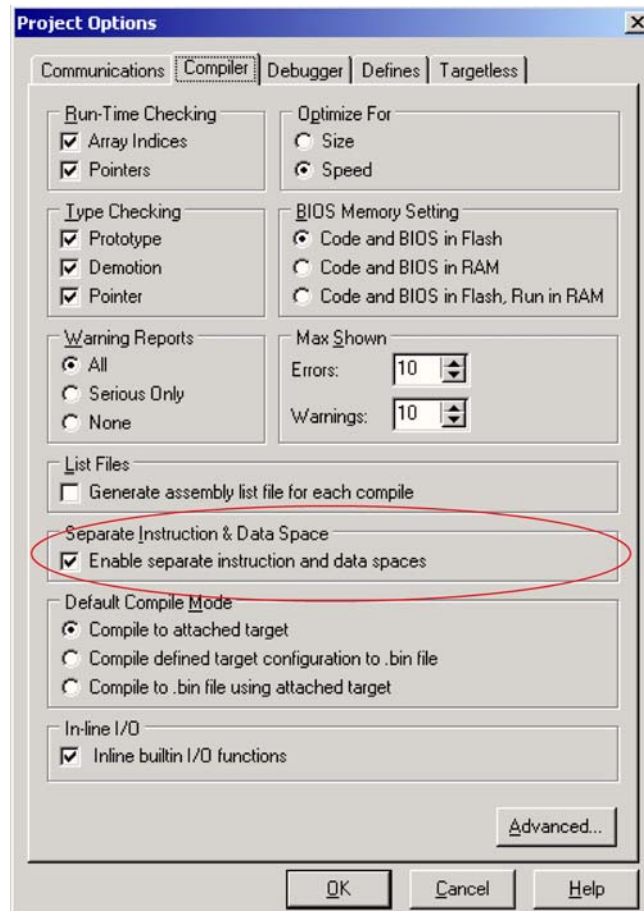 Project Options
Communications Compiler Debugger Defines Targetless
Run-Time Checking
Array Indices
Pointers
Optimize For
Size
Speed
Type Checking
Prototype
Demotion
Pointer
BIOS Memory Setting
Code and BIOS in Flash
Code and BIOS in RAM
Code and BIOS in Flash, Run in RAM
Warning Reports
All
Serious Only
None
Max Shown
Errors: 10
Warnings: 10
List Files
Generate assembly list file for each compile
Separate Instruction & Data Space
Enable separate instruction and data spaces
Default Compile Mode
Compile to attached target
Compile defined target configuration to .bin file
Compile to .bin file using attached target
In-line I/O
Inline builtin I/O functions
Advanced...
OK Cancel Help